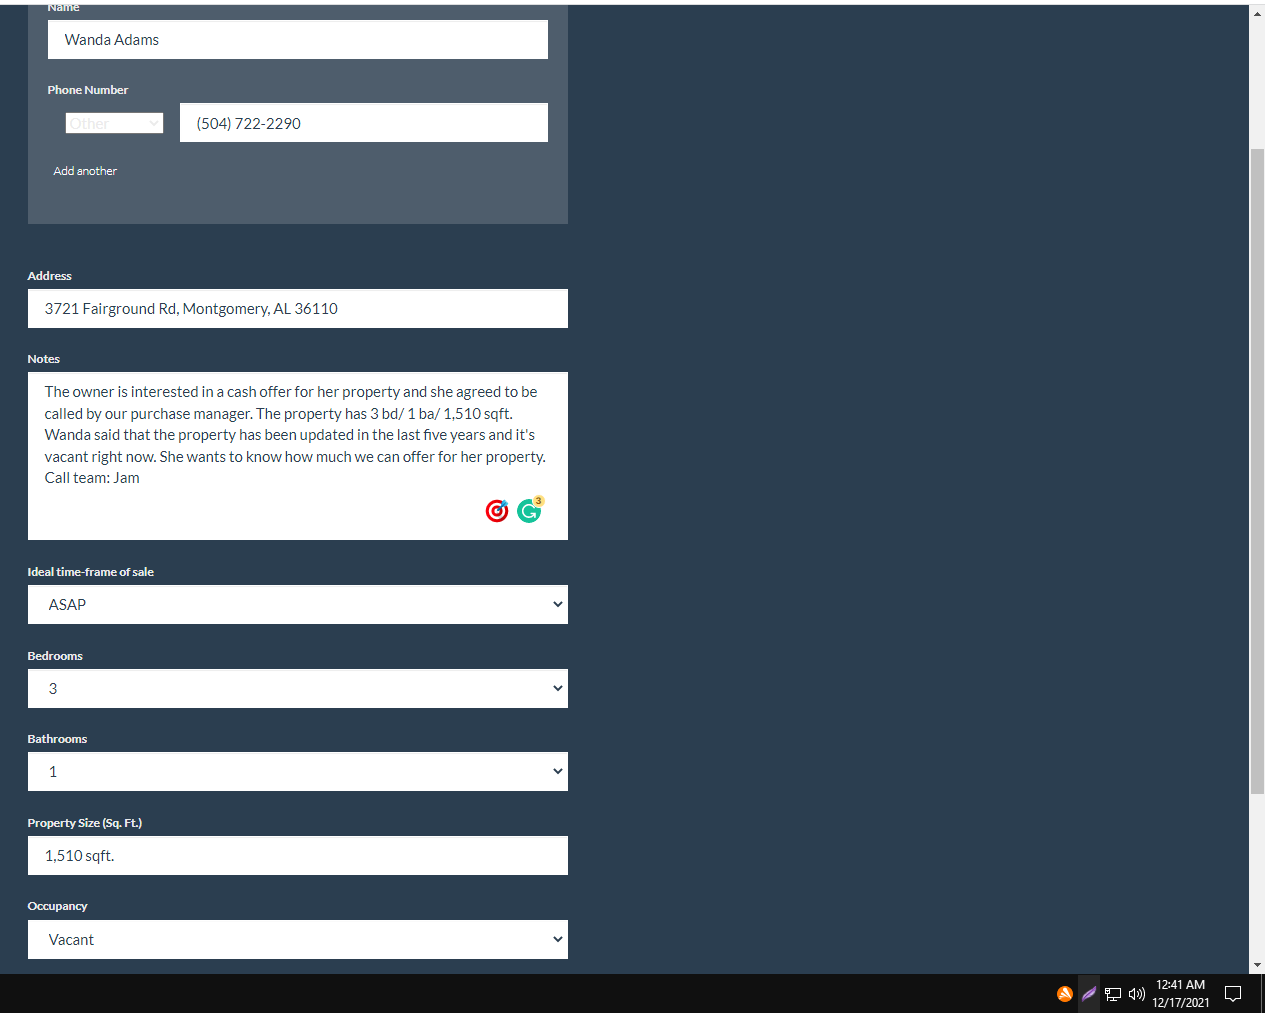 Name
Wanda Adams
Phone Number
Other
(504) 722-2290
Add another
Address
3721 Fairground Rd, Montgomery, AL 36110
Notes
The owner is interested in a cash offer for her property and she agreed to be
called by our purchase manager. The property has 3 bd/ 1 ba/ 1,510 sqft.
Wanda said that the property has been updated in the last five years and it's
vacant right now. She wants to know how much we can offer for her property.
Call team: Jam
3
Ideal time-frame of sale
ASAP
Bedrooms
3
Bathrooms
1
Property Size (Sq. Ft.)
1,510 sqft.
Occupancy
Vacant
12:41 AM
12/17/2021